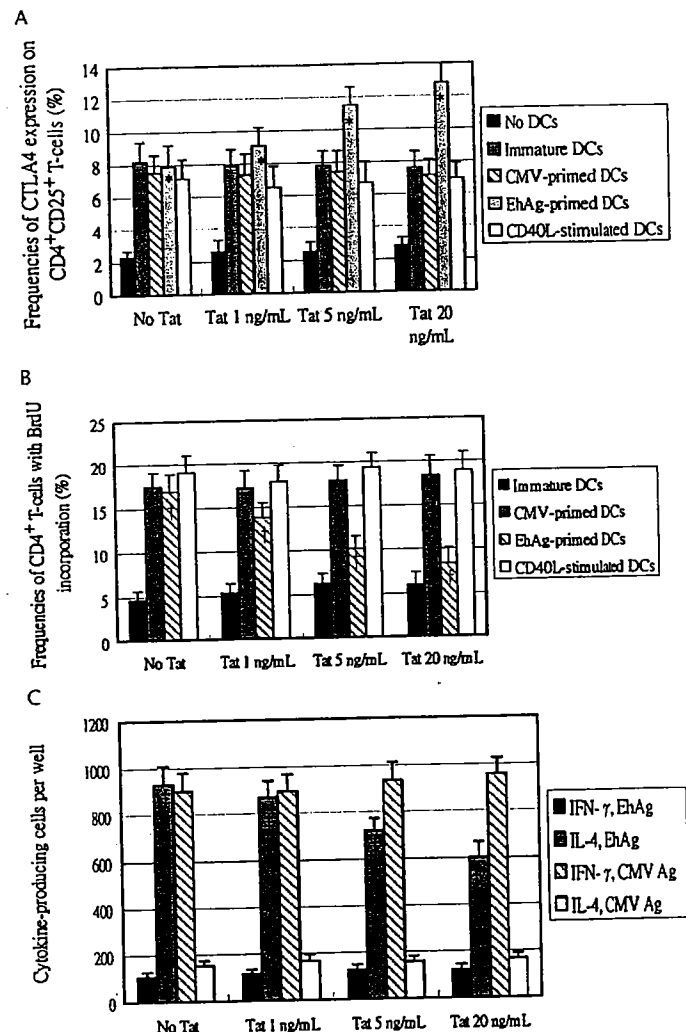 A
Frequencies of CTLA4 expression on
CD4+CD25+ T-cells (%)
14
12
10
8
6
4
2
0
*
*
*
*
No Tat
Tat 1 ng/mL
Tat 5 ng/mL
Tat 20
ng/mL
No DCs
Immature DCs
CMV-primed DCs
EhAg-primed DCs
CD40L-stimulated DCs
B
Frequencies of CD4+ T-cells with BrdU
incorporation (%)
25
20
15
10
5
0
†
†
†
†
No Tat
Tat 1 ng/mL
Tat 5 ng/mL
Tat 20 ng/mL
Immature DCs
CMV-primed DCs
EhAg-primed DCs
CD40L-stimulated DCs
C
Cytokine-producing cells per well
1200
1000
800
600
400
200
0
No Tat
Tat 1 ng/mL
Tat 5 ng/mL
Tat 20 ng/mL
IFN-γ, EhAg
IL-4, EhAg
IFN-γ, CMV Ag
IL-4, CMV Ag